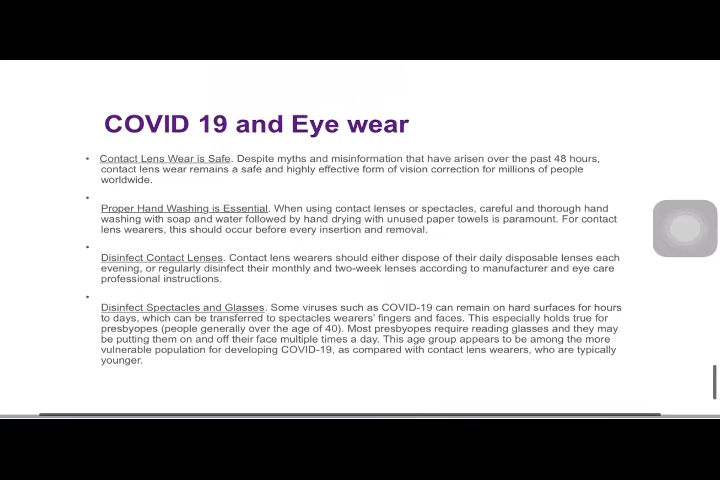 COVID 19 and Eye wear
• Contact Lens Wear is Safe. Despite myths and misinformation that have arisen over the past 48 hours,
contact lens wear remains a safe and highly effective form of vision correction for millions of people
worldwide.
•
Proper Hand Washing is Essential. When using contact lenses or spectacles, careful and thorough hand
washing with soap and water followed by hand drying with unused paper towels is paramount. For contact
lens wearers, this should occur before every insertion and removal.
•
Disinfect Contact Lenses. Contact lens wearers should either dispose of their daily disposable lenses each
evening, or regularly disinfect their monthly and two-week lenses according to manufacturer and eye care
professional instructions.
•
Disinfect Spectacles and Glasses. Some viruses such as COVID-19 can remain on hard surfaces for hours
to days, which can be transferred to spectacles wearers' fingers and faces. This especially holds true for
presbyopes (people generally over the age of 40). Most presbyopes require reading glasses and they may
be putting them on and off their face multiple times a day. This age group appears to be among the more
vulnerable population for developing COVID-19, as compared with contact lens wearers, who are typically
younger.